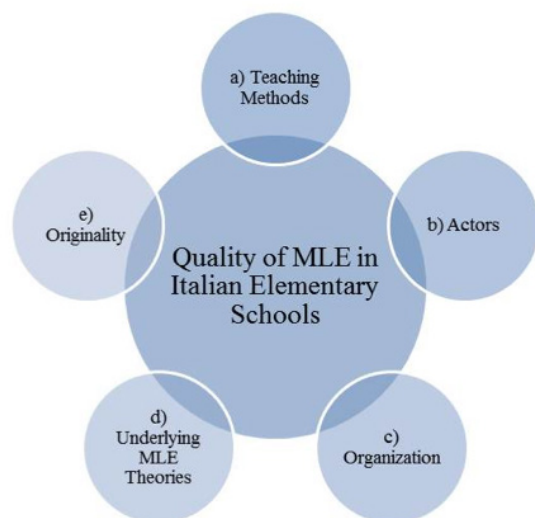 a) Teaching
Methods
e)
Originality
b) Actors
Quality of MLE in
Italian Elementary
Schools
d)
Underlying
MLE
Theories
c)
Organization